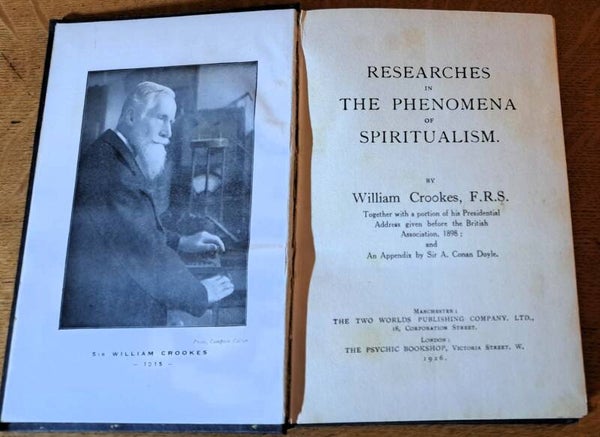 SIR WILLIAM CROOKES
— 1915 —
RESEARCHES
IN
THE PHENOMENA
OF
SPIRITUALISM.
BY
William Crookes, F.R.S.
Together with a portion of his Presidential
Address given before the British
Association, 1898;
and
An Appendix by Sir A. Conan Doyle.
MANCHESTER:
THE TWO WORLDS PUBLISHING COMPANY, LTD.,
18, CORPORATION STREET.
LONDON:
THE PSYCHIC BOOKSHOP, VICTORIA STREET, W.
1926.